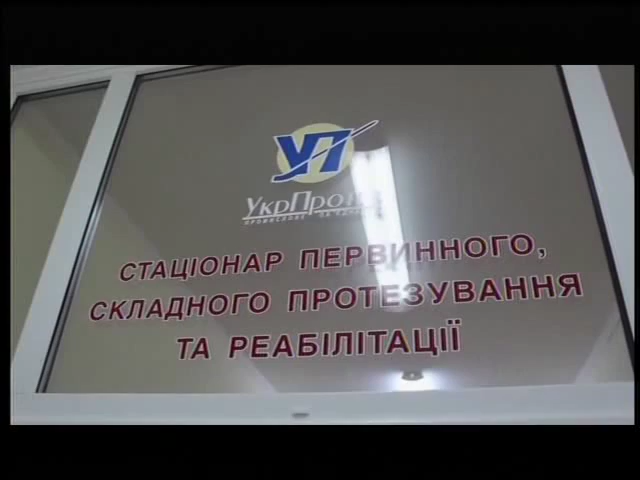 УП
СТАЦІОНАР ПЕРВИННОГО,
СКЛАДНОГО ПРОТЕЗУВАННЯ
ТА РЕАБІЛІТАЦІЇ